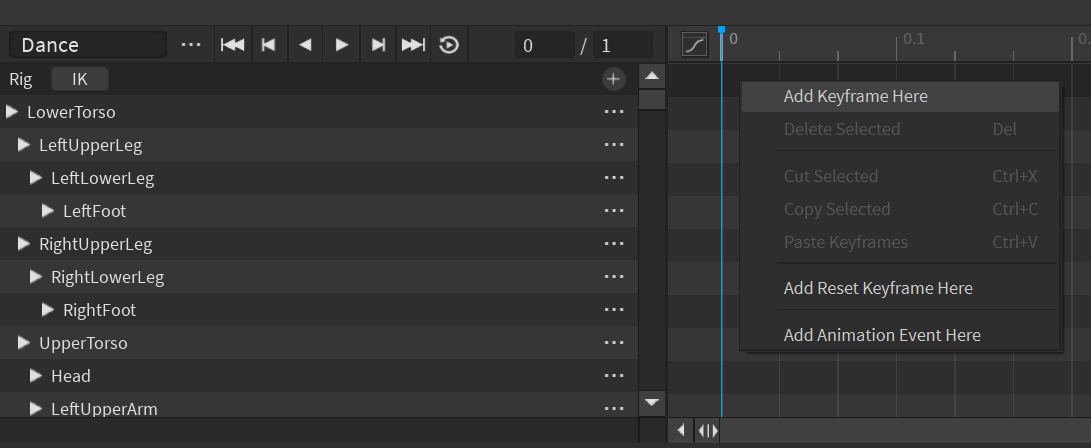 Dance ... 0 / 1 0 0.1 0.
Rig IK
LowerTorso ...
LeftUpperLeg ...
LeftLowerLeg ...
LeftFoot ...
RightUpperLeg ...
RightLowerLeg ...
RightFoot ...
UpperTorso ...
Head ...
LeftUpperArm ...
Add Keyframe Here
Delete Selected Del
Cut Selected Ctrl+X
Copy Selected Ctrl+C
Paste Keyframes Ctrl+V
Add Reset Keyframe Here
Add Animation Event Here